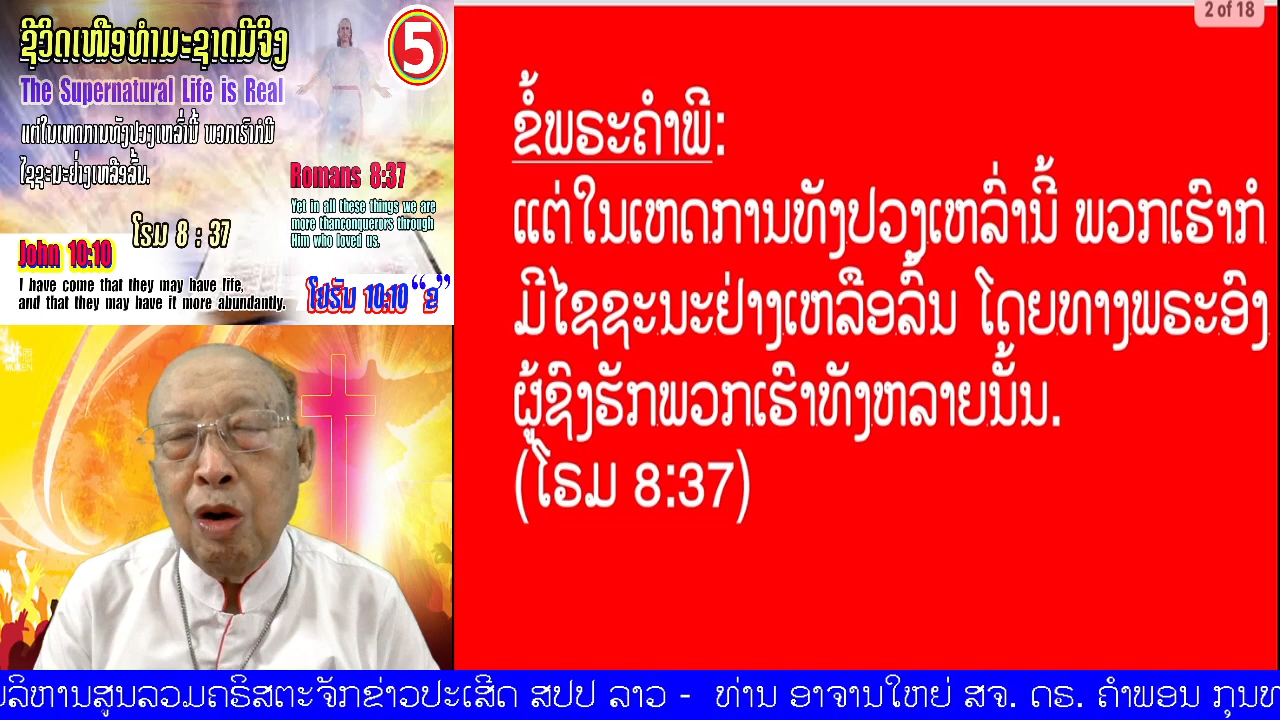 ຊີວິດເໜືອທຳມະຊາດມີຈິງ
5
The Supernatural Life is Real
ແຕ່ໃນເຫດການທັງປວງເຫລົ່ານີ້ ພວກເຮົາກໍມີ
ໄຊຊະນະຢ່າງເຫລືອລົ້ນ.
ໂຣມ 8 : 37
Romans 8:37
Yet in all these things we are
more thanconquerors through
Him who loved us.
John 10:10
I have come that they may have life,
and that they may have it more abundantly.
ໂຢຮັນ 10:10 “ຂ”
2 of 18
ຂໍ້ພຣະຄຳພີ:
ແຕ່ໃນເຫດການທັງປວງເຫລົ່ານີ້ ພວກເຮົາກໍ
ມີໄຊຊະນະຢ່າງເຫລືອລົ້ນ ໂດຍທາງພຣະອົງ
ຜູ້ຊົງຮັກພວກເຮົາທັງຫລາຍນັ້ນ.
(ໂຣມ 8:37)
ບໍລິຫານສູນລວມຄຣິສຕະຈັກຂ່າວປະເສີດ ສປປ ລາວ - ທ່ານ ອາຈານໃຫຍ່ ສຈ. ດຣ. ຄຳພອນ